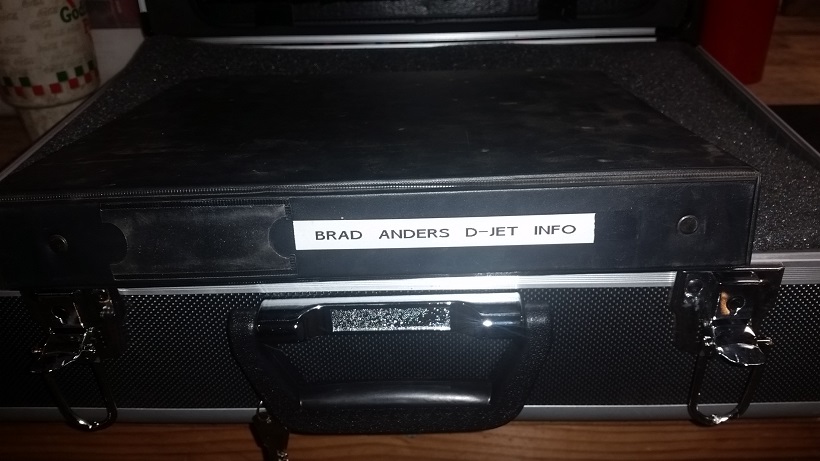 BRAD ANDERS D-JET INFO